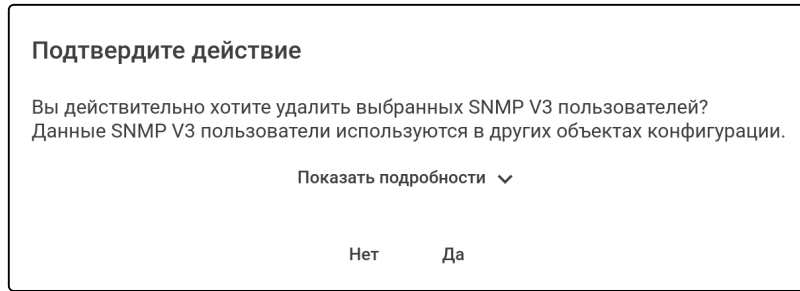 Подтвердите действие
Вы действительно хотите удалить выбранных SNMP V3 пользователей?
Данные SNMP V3 пользователи используются в других объектах конфигурации.
Показать подробности
Нет Да